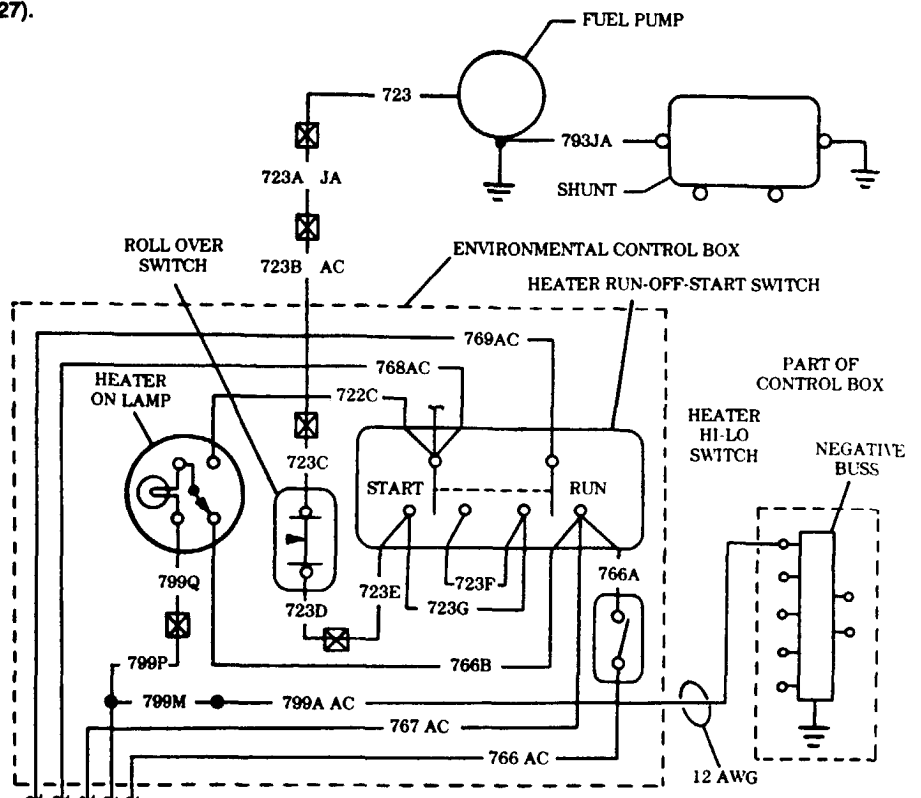 27).
FUEL PUMP
723
793JA
SHUNT
723A JA
ROLL OVER
SWITCH
723B AC
ENVIRONMENTAL CONTROL BOX
HEATER RUN-OFF-START SWITCH
769AC
768AC
HEATER
ON LAMP
722C
PART OF
CONTROL BOX
HEATER
HI-LO
SWITCH
NEGATIVE
BUSS
723C
START
RUN
799Q
723E
723F
766A
723D
723G
799P
766B
799M
799A AC
767 AC
766 AC
12 AWG